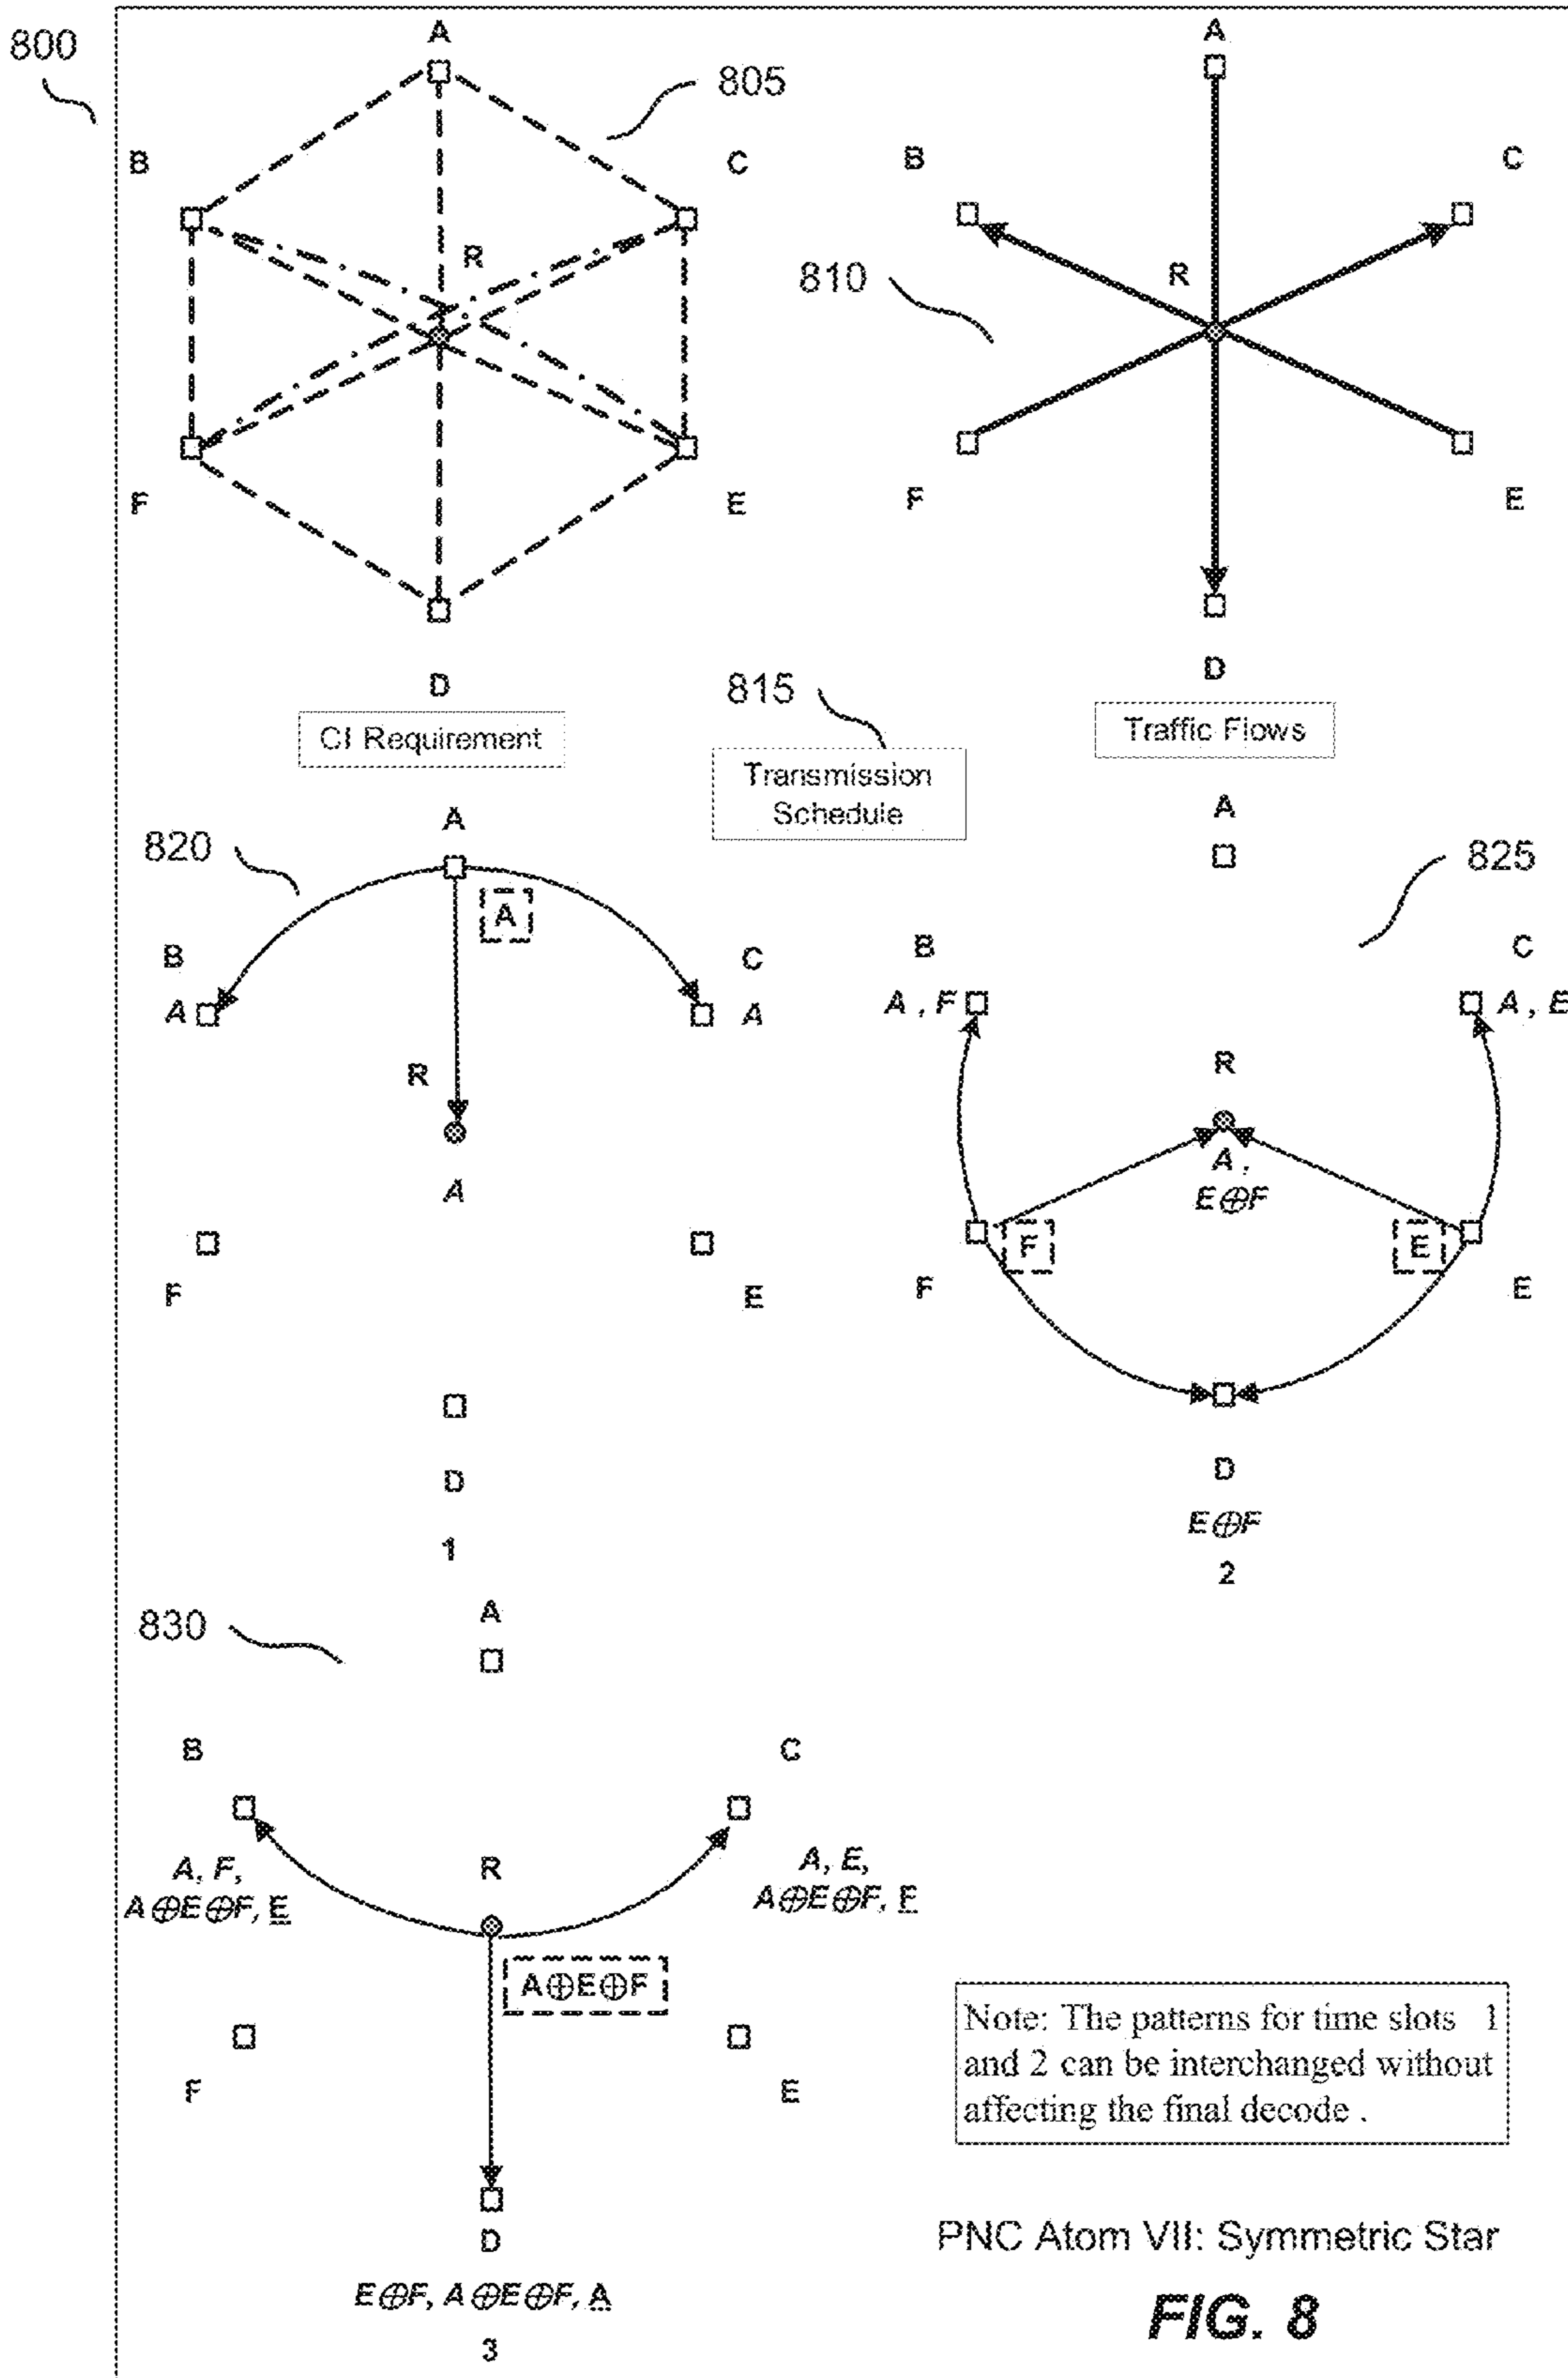 800
A
805
B
C
R
F
E
D
CI Requirement
A
B
C
810
R
F
E
D
Traffic Flows
815
Transmission
Schedule
820
A
A
B
C
A
A
R
A
F
E
D
1
A
825
B
C
A , F
A , E
R
A ,
E⊕F
F
E
F
E
D
E⊕F
2
830
A
B
C
A, F,
A⊕E⊕F, E
R
A, E,
A⊕E⊕F, F
A⊕E⊕F
F
E
D
E⊕F, A⊕E⊕F, A
3
Note: The patterns for time slots 1
and 2 can be interchanged without
affecting the final decode .
PNC Atom VII: Symmetric Star
FIG. 8